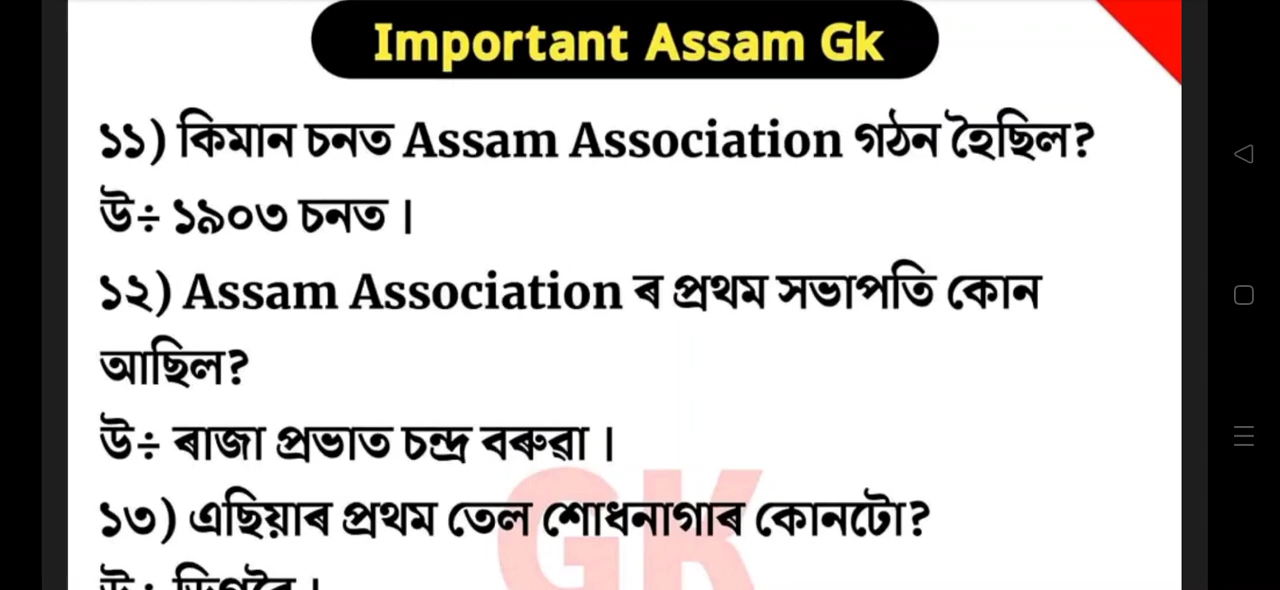 Important Assam Gk
১১) কিমান চনত Assam Association গঠন হৈছিল?
উ÷ ১৯০৩ চনত ।
১২) Assam Association ৰ প্ৰথম সভাপতি কোন
আছিল?
উ÷ ৰাজা প্ৰভাত চন্দ্ৰ বৰুৱা ।
১৩) এছিয়াৰ প্ৰথম তেল শোধনাগাৰ কোনটো?
উ÷ ডিগবৈ ।
GK